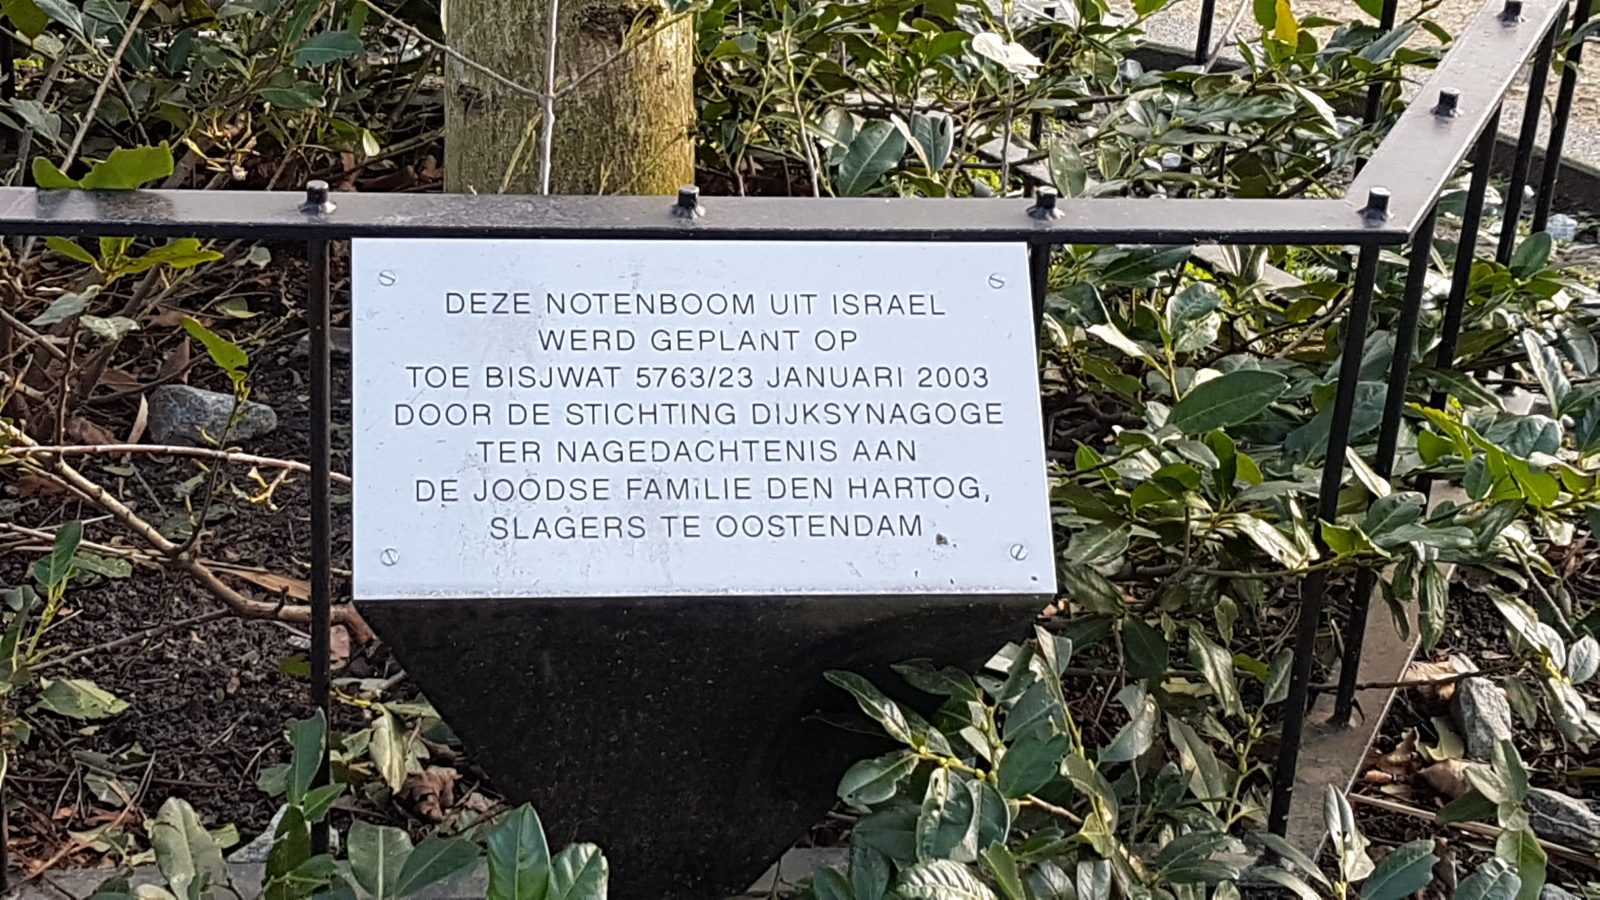 DEZE NOTENBOOM UIT ISRAEL
WERD GEPLANT OP
TOE BISJWAT 5763/23 JANUARI 2003
DOOR DE STICHTING DIJKSYNAGOGE
TER NAGEDACHTENIS AAN
DE JOODSE FAMILIE DEN HARTOG,
SLAGERS TE OOSTENDAM